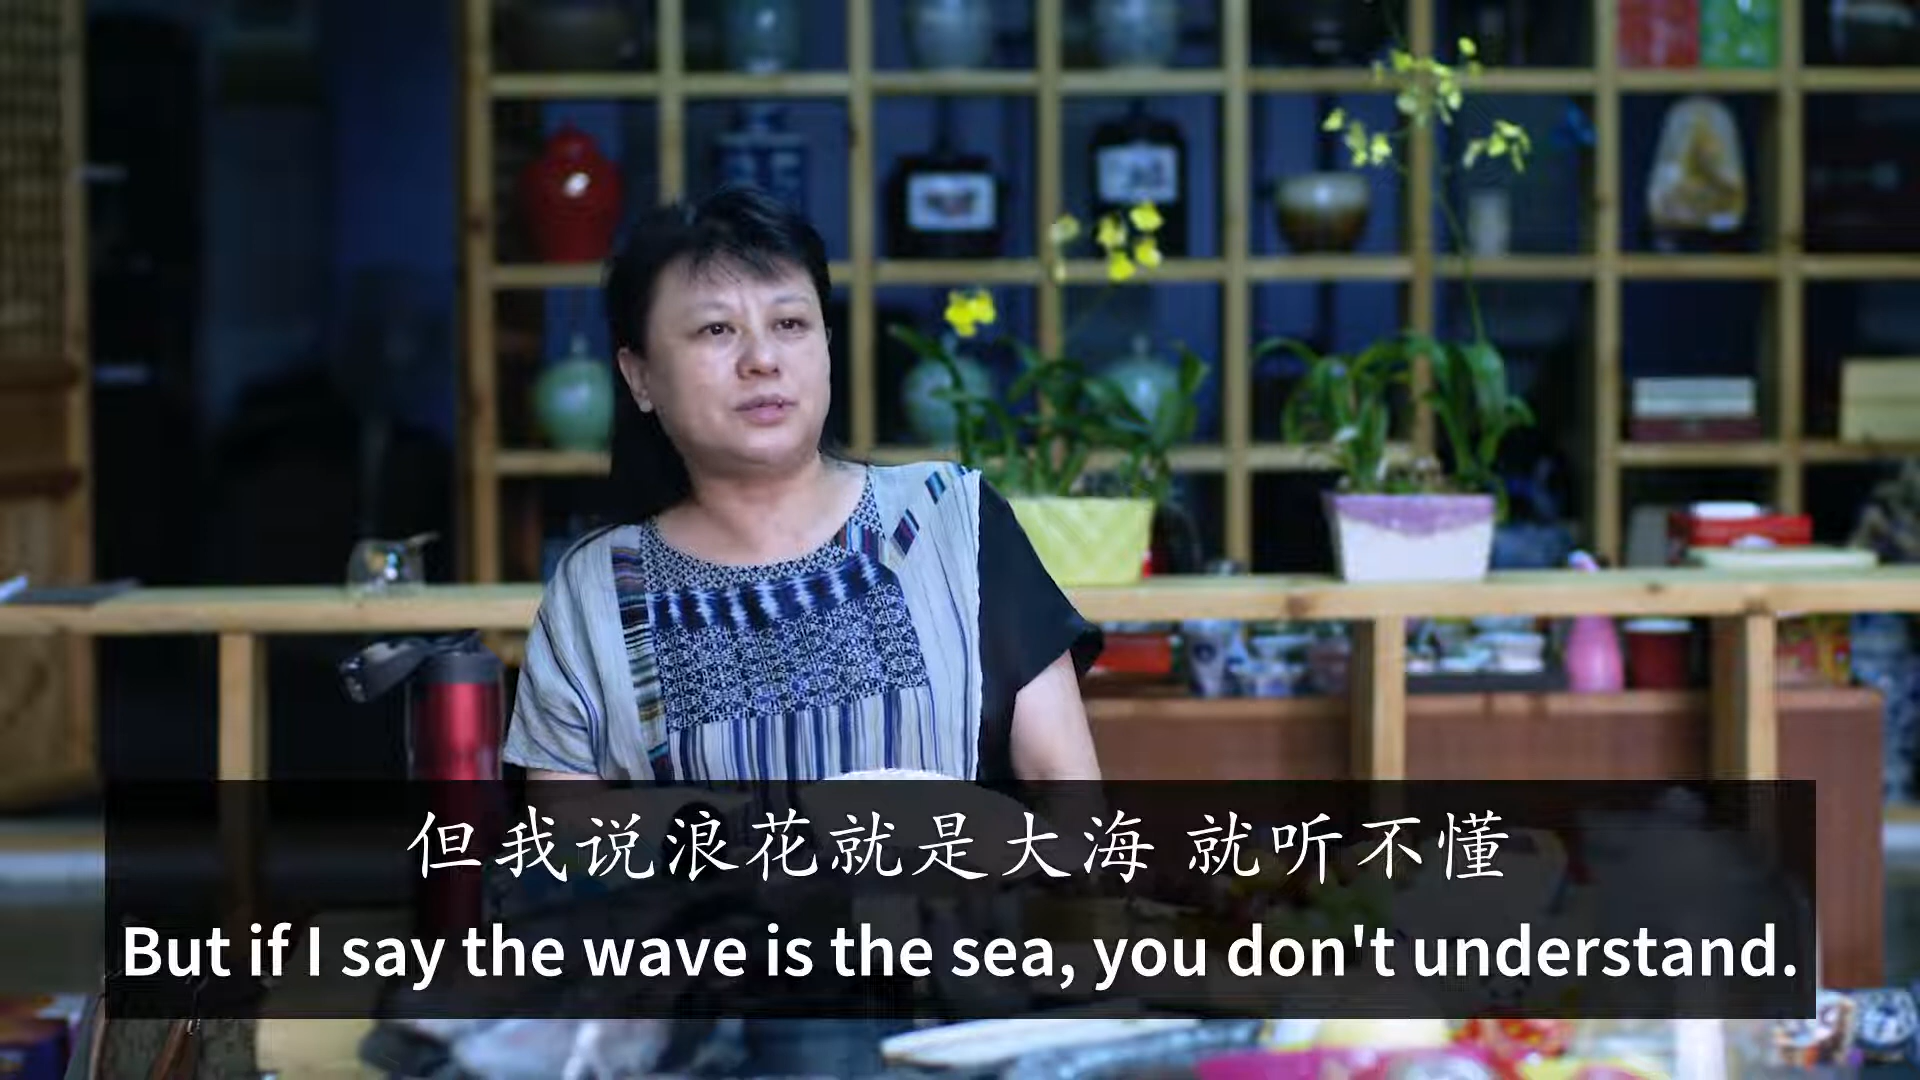 但我说浪花就是大海 就听不懂
But if I say the wave is the sea, you don't understand.